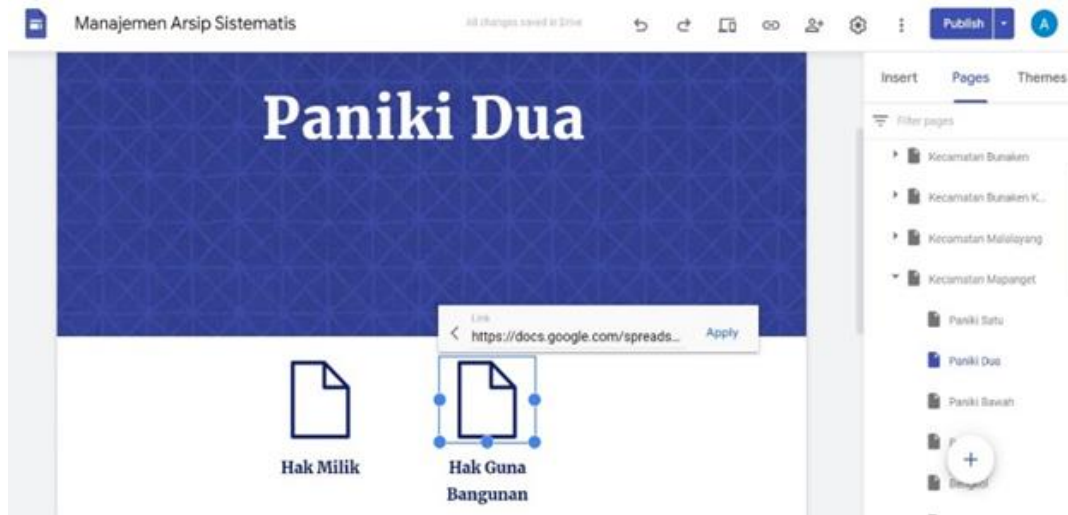 Manajemen Arsip Sistematis
All changes saved in Drive
Publish
A
Insert Pages Themes
Filter pages
Paniki Dua
Kecamatan Bunaken
Kecamatan Bunaken K...
Kecamatan Malalayang
Kecamatan Mapanget
Paniki Satu
Paniki Dua
Paniki Bawah
Link
https://docs.google.com/spreads...
Apply
Hak Milik
Hak Guna
Bangunan